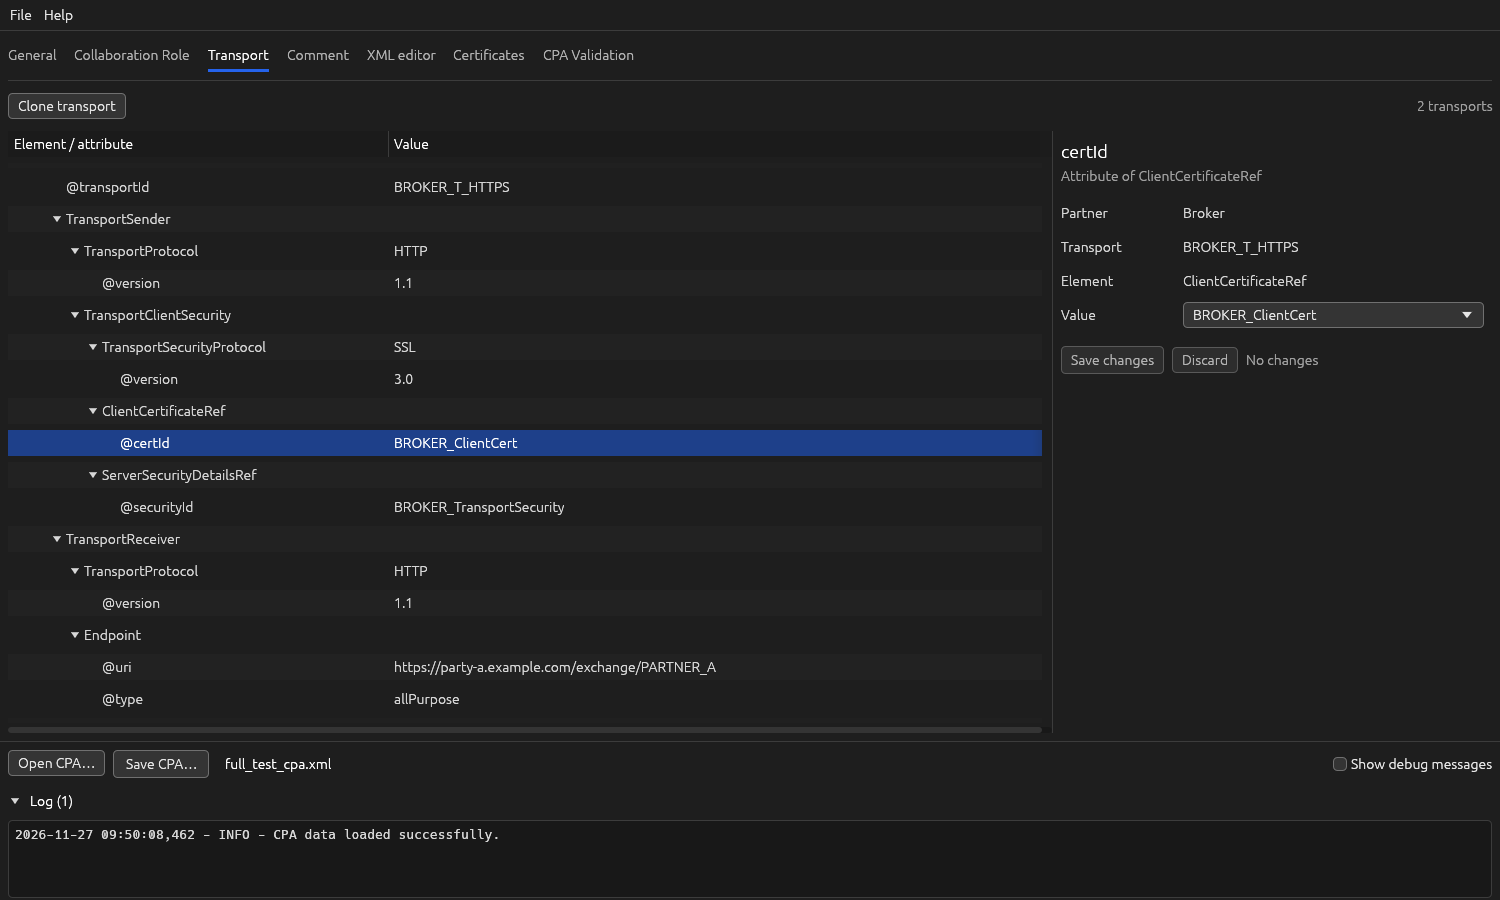 File Help
General Collaboration Role Transport Comment XML editor Certificates CPA Validation
Clone transport 2 transports
Element / attribute Value
@transportId BROKER_T_HTTPS
TransportSender
TransportProtocol HTTP
@version 1.1
TransportClientSecurity
TransportSecurityProtocol SSL
@version 3.0
ClientCertificateRef
@certId BROKER_ClientCert
ServerSecurityDetailsRef
@securityId BROKER_TransportSecurity
TransportReceiver
TransportProtocol HTTP
@version 1.1
Endpoint
@uri https://party-a.example.com/exchange/PARTNER_A
@type allPurpose
certId
Attribute of ClientCertificateRef
Partner Broker
Transport BROKER_T_HTTPS
Element ClientCertificateRef
Value BROKER_ClientCert
Save changes Discard No changes
Open CPA... Save CPA... full_test_cpa.xml Show debug messages
Log (1)
2026-11-27 09:50:08,462 - INFO - CPA data loaded successfully.